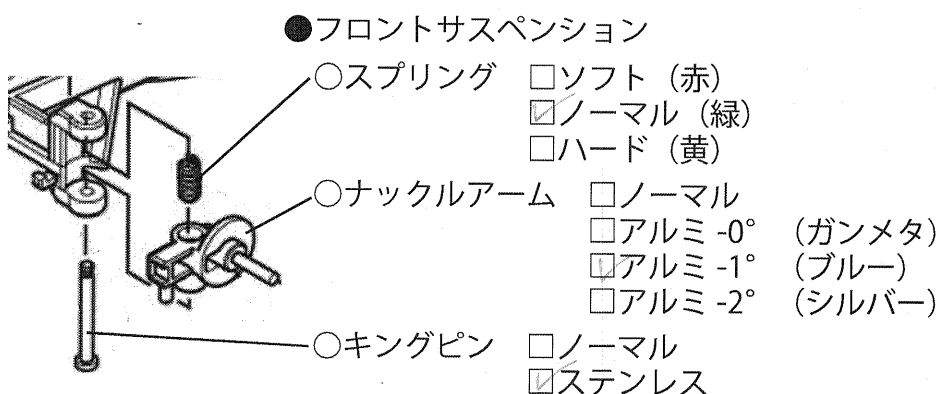 ●フロントサスペンション
○スプリング □ソフト（赤）
☑ノーマル（緑）
□ハード（黄）
○ナックルアーム □ノーマル
□アルミ -0° （ガンメタ）
☑アルミ -1° （ブルー）
□アルミ -2° （シルバー）
○キングピン □ノーマル
☑ステンレス